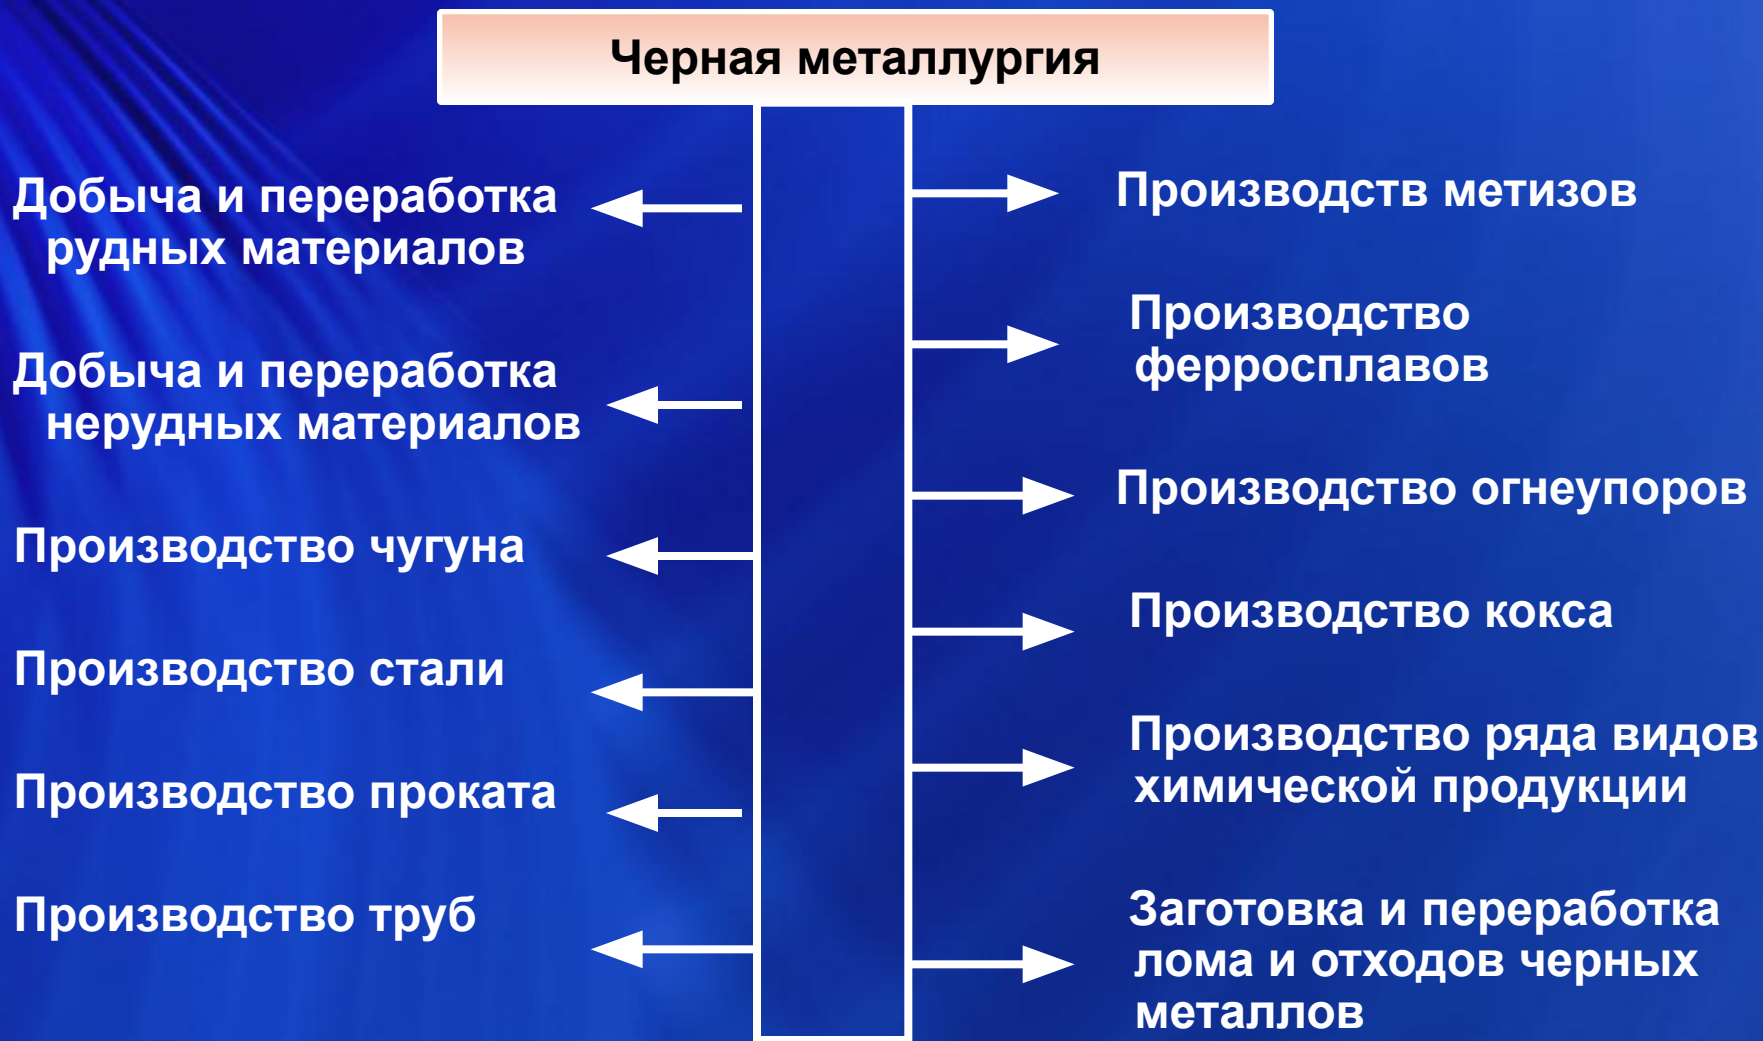 Черная металлургия
Добыча и переработка
рудных материалов
Добыча и переработка
нерудных материалов
Производство чугуна
Производство стали
Производство проката
Производство труб
Производств метизов
Производство
ферросплавов
Производство огнеупоров
Производство кокса
Производство ряда видов
химической продукции
Заготовка и переработка
лома и отходов черных
металлов